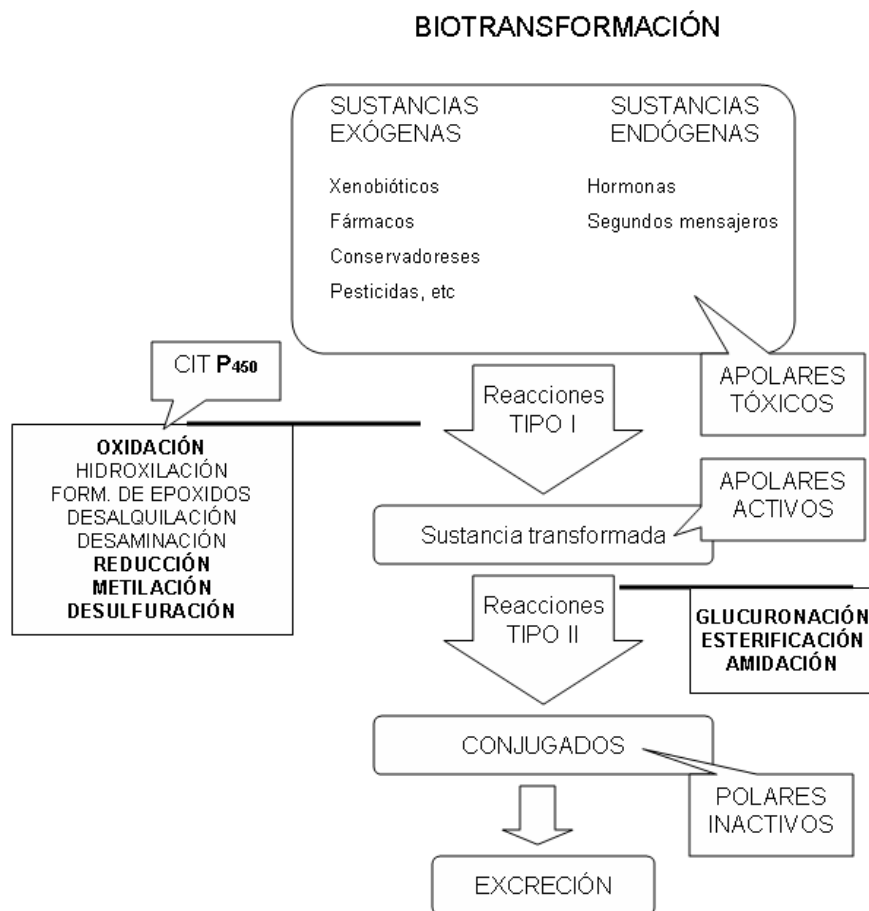 BIOTRANSFORMACIÓN
SUSTANCIAS
EXÓGENAS
Xenobióticos
Fármacos
Conservadoreses
Pesticidas, etc
SUSTANCIAS
ENDÓGENAS
Hormonas
Segundos mensajeros
APOLARES
TÓXICOS
CIT P450
Reacciones
TIPO I
OXIDACIÓN
HIDROXILACIÓN
FORM. DE EPOXIDOS
DESALQUILACIÓN
DESAMINACIÓN
REDUCCIÓN
METILACIÓN
DESULFURACIÓN
Sustancia transformada
APOLARES
ACTIVOS
Reacciones
TIPO II
GLUCURONACIÓN
ESTERIFICACIÓN
AMIDACIÓN
CONJUGADOS
POLARES
INACTIVOS
EXCRECIÓN